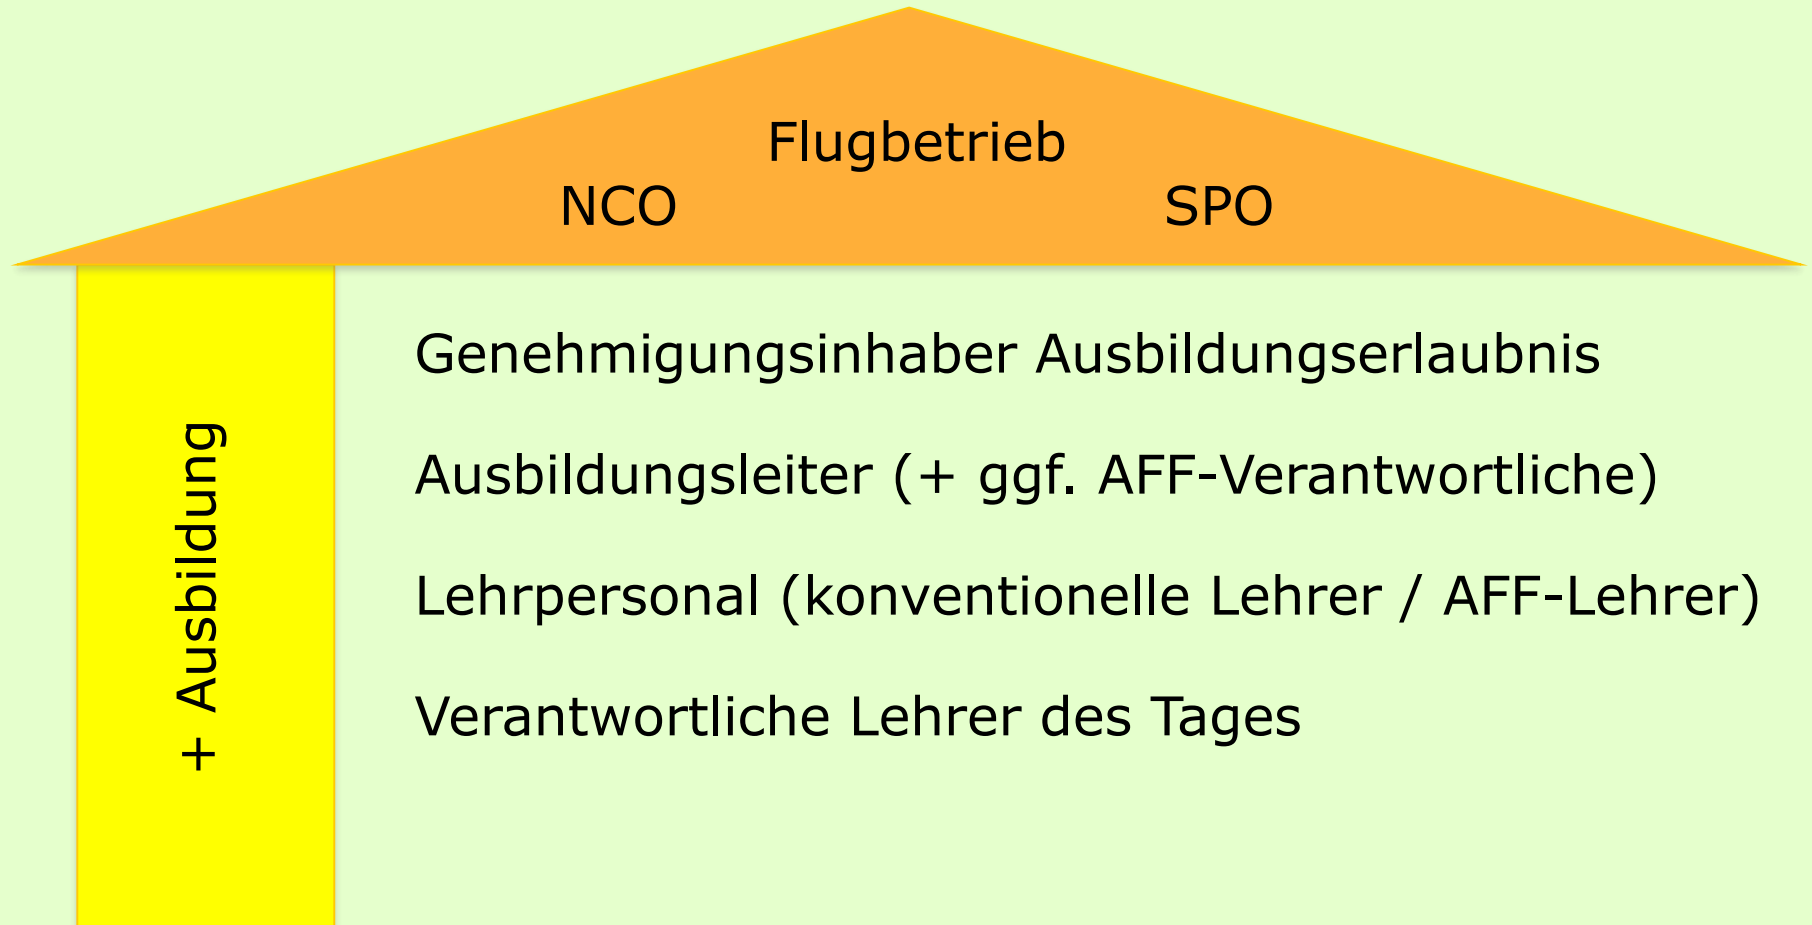 Flugbetrieb
NCO SPO
+ Ausbildung
Genehmigungsinhaber Ausbildungserlaubnis
Ausbildungsleiter (+ ggf. AFF-Verantwortliche)
Lehrpersonal (konventionelle Lehrer / AFF-Lehrer)
Verantwortliche Lehrer des Tages